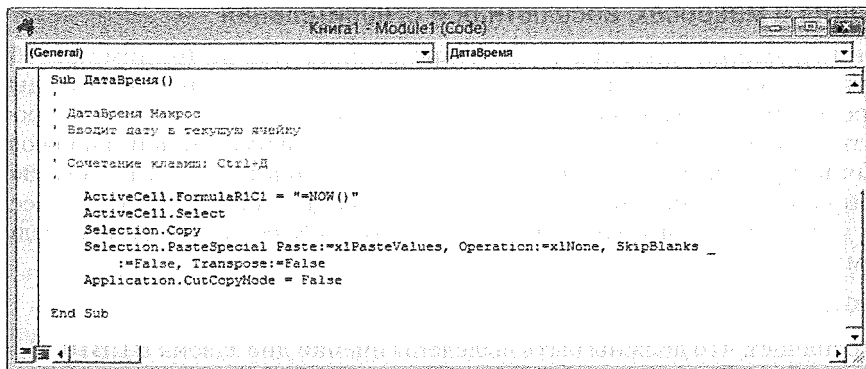 Книга1 - Module1 (Code)
(General)
ДатаВремя
Sub ДатаВремя()
'
' ДатаВремя Макрос
' Вводит дату в текущую ячейку
'
' Сочетание клавиш: Ctrl+Д
'
ActiveCell.FormulaR1C1 = "=NOW()"
ActiveCell.Select
Selection.Copy
Selection.PasteSpecial Paste:=xlPasteValues, Operation:=xlNone, SkipBlanks _
:=False, Transpose:=False
Application.CutCopyMode = False
End Sub